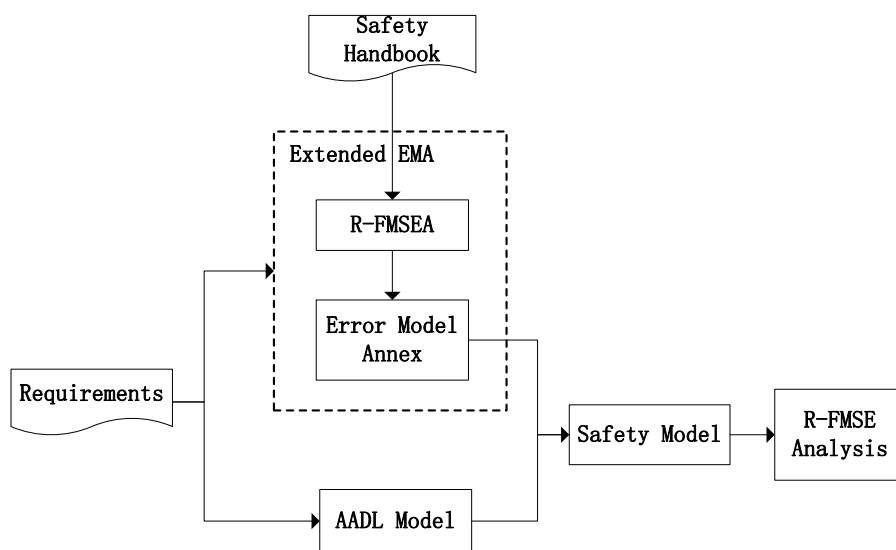 Safety
Handbook
Extended EMA
R-FMSEA
Error Model
Annex
Requirements
Safety Model
R-FMSE
Analysis
AADL Model